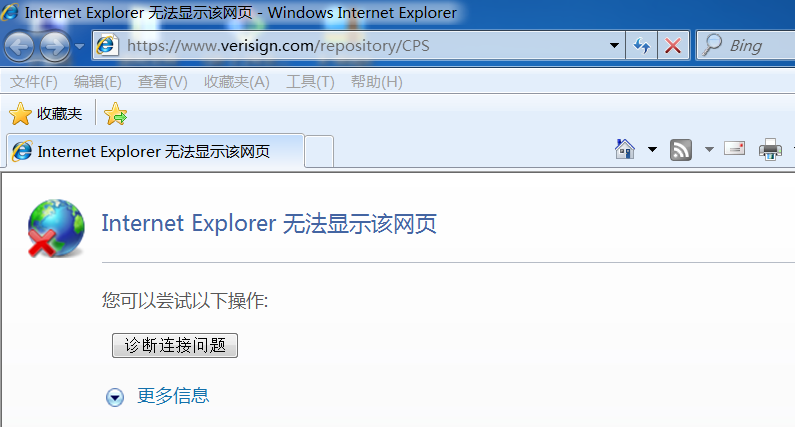 Internet Explorer 无法显示该网页 - Windows Internet Explorer
https://www.verisign.com/repository/CPS
Bing
文件(F) 编辑(E) 查看(V) 收藏夹(A) 工具(T) 帮助(H)
收藏夹
Internet Explorer 无法显示该网页
Internet Explorer 无法显示该网页
您可以尝试以下操作:
诊断连接问题
更多信息